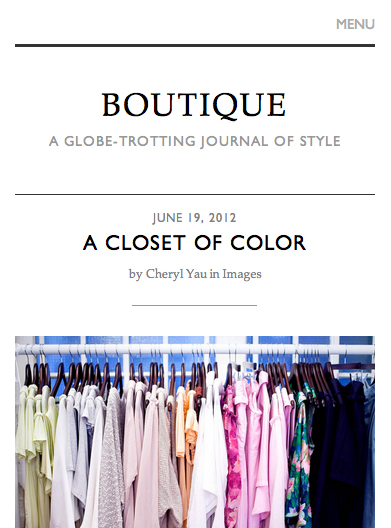 MENU
BOUTIQUE
A GLOBE-TROTTING JOURNAL OF STYLE
JUNE 19, 2012
A CLOSET OF COLOR
by Cheryl Yau in Images